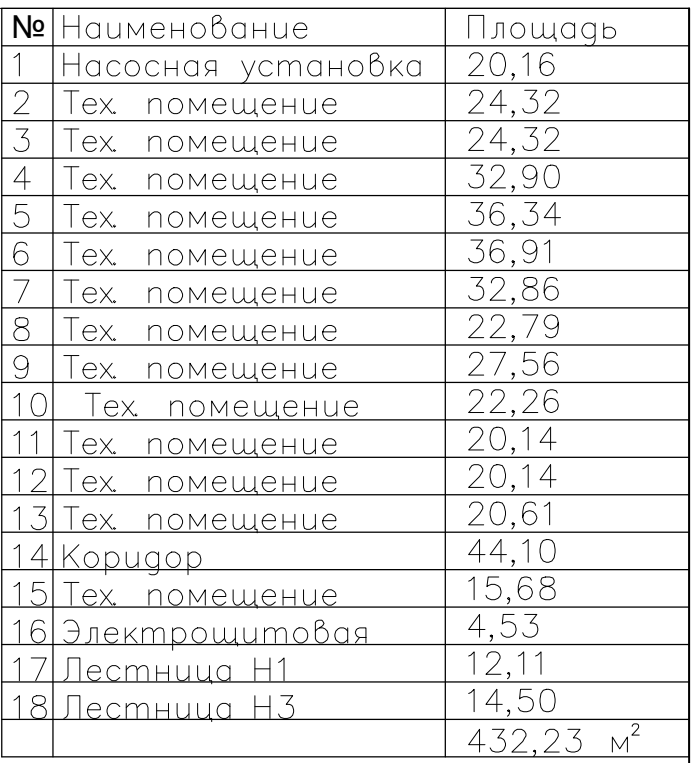 № Наименование Площадь
1 Насосная установка 20,16
2 Тех. помещение 24,32
3 Тех. помещение 24,32
4 Тех. помещение 32,90
5 Тех. помещение 36,34
6 Тех. помещение 36,91
7 Тех. помещение 32,86
8 Тех. помещение 22,79
9 Тех. помещение 27,56
10 Тех. помещение 22,26
11 Тех. помещение 20,14
12 Тех. помещение 20,14
13 Тех. помещение 20,61
14 Коридор 44,10
15 Тех. помещение 15,68
16 Электрощитовая 4,53
17 Лестница Н1 12,11
18 Лестница Н3 14,50
432,23 м²